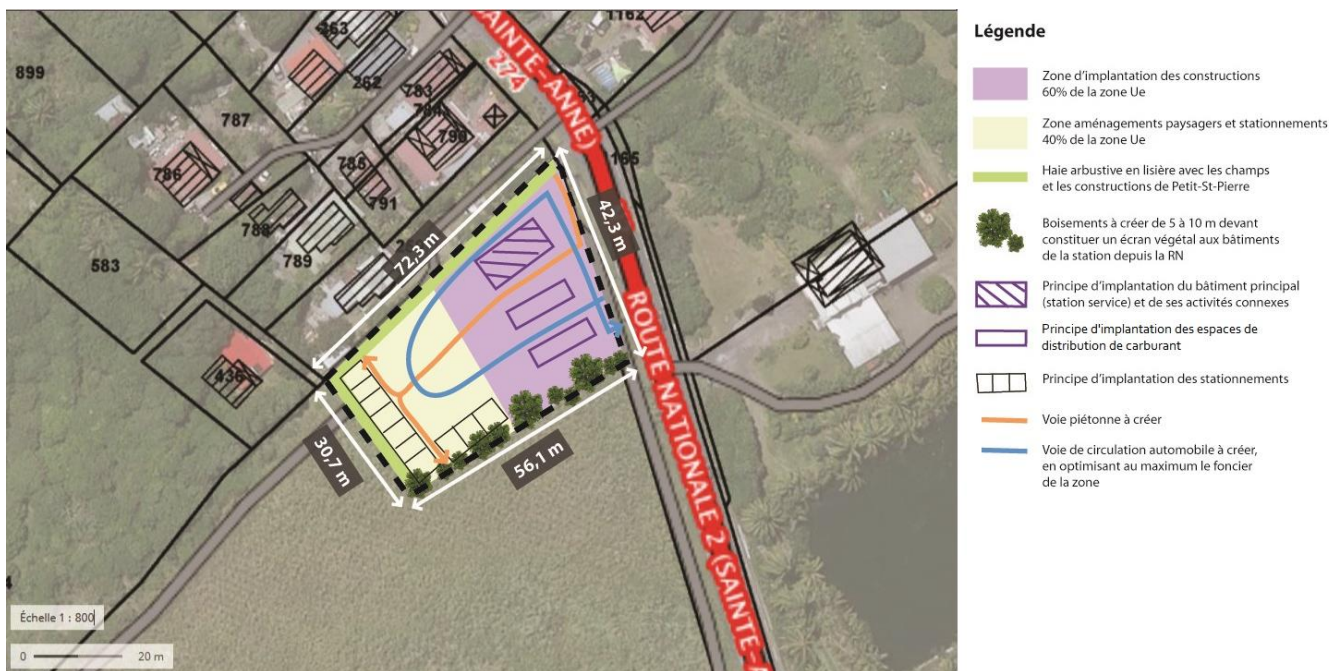 SAINTE-ANNE)
274
1162
263
899
262
783
787
784
790
785
165
786
791
788
789
583
436
72,3 m
42,3 m
30,7 m
56,1 m
ROUTE NATIONALE 2 (SAINTE-A
Échelle 1 : 800
0 20 m
Légende
Zone d'implantation des constructions
60% de la zone Ue
Zone aménagements paysagers et stationnements
40% de la zone Ue
Haie arbustive en lisière avec les champs
et les constructions de Petit-St-Pierre
Boisements à créer de 5 à 10 m devant
constituer un écran végétal aux bâtiments
de la station depuis la RN
Principe d'implantation du bâtiment principal
(station service) et de ses activités connexes
Principe d'implantation des espaces de
distribution de carburant
Principe d'implantation des stationnements
Voie piétonne à créer
Voie de circulation automobile à créer,
en optimisant au maximum le foncier
de la zone